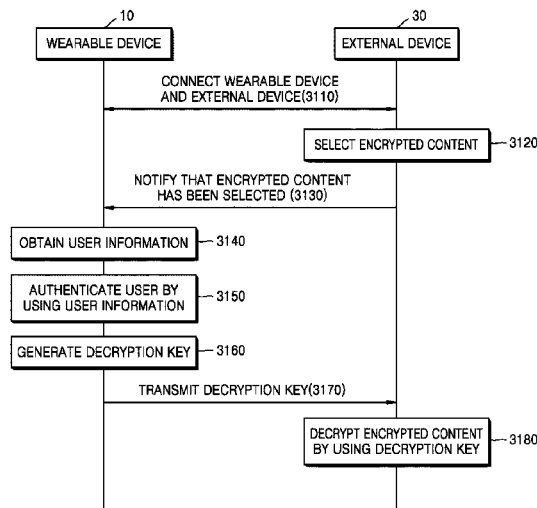 10
30
WEARABLE DEVICE
EXTERNAL DEVICE
CONNECT WEARABLE DEVICE
AND EXTERNAL DEVICE(3110)
SELECT ENCRYPTED CONTENT
3120
NOTIFY THAT ENCRYPTED CONTENT
HAS BEEN SELECTED (3130)
OBTAIN USER INFORMATION
3140
AUTHENTICATE USER BY
USING USER INFORMATION
3150
GENERATE DECRYPTION KEY
3160
TRANSMIT DECRYPTION KEY(3170)
DECRYPT ENCRYPTED CONTENT
BY USING DECRYPTION KEY
3180